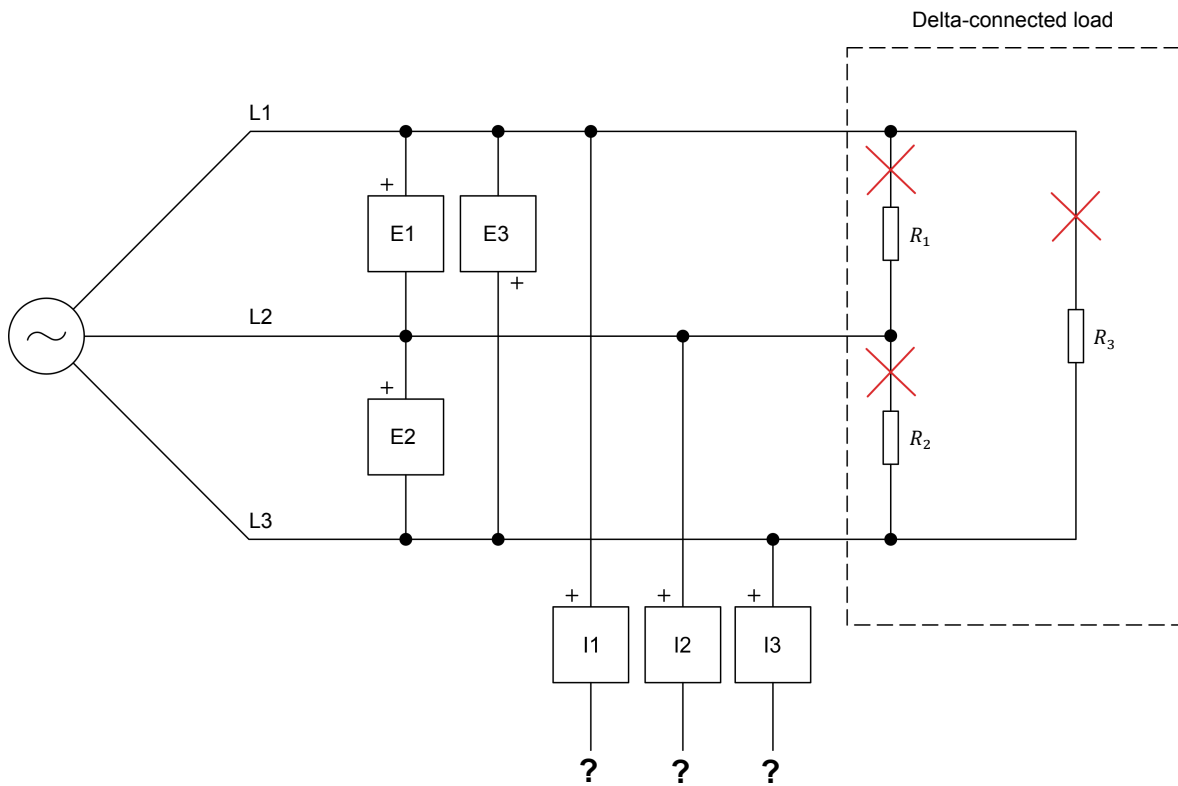 Delta-connected load
L1
+
E1
E3
+
R₁
L2
R₃
+
E2
R₂
L3
+ + +
I1 I2 I3
? ? ?